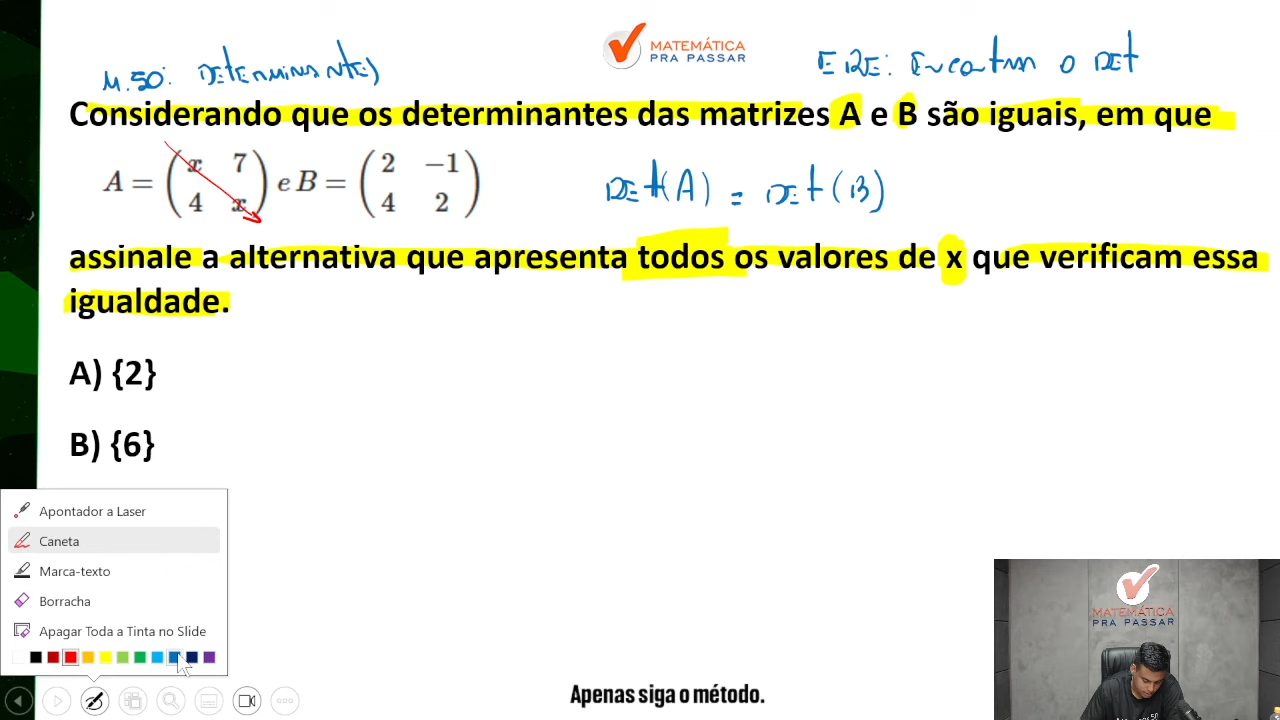 MATEMÁTICA
PRA PASSAR
M.50: DETERMINANTES
EBE: ENCONTRAR O DET
Considerando que os determinantes das matrizes A e B são iguais, em que
A = (x 7
4 x) e B = (2 −1
4 2)
DET(A) = DET(B)
assinale a alternativa que apresenta todos os valores de x que verificam essa
igualdade.
A) {2}
B) {6}
Apontador a Laser
Caneta
Marca-texto
Borracha
Apagar Toda a Tinta no Slide
MATEMÁTICA
PRA PASSAR
Apenas siga o método.